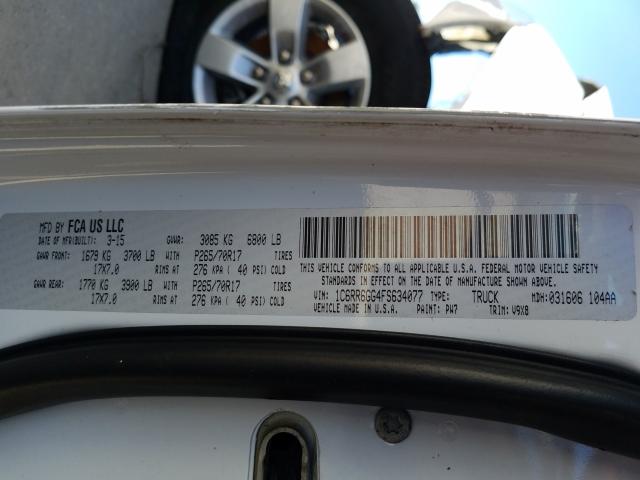 MFD BY FCA US LLC
DATE OF MFR(BUILT): 3-15 GVWR: 3085 KG 6800 LB
GAWR FRONT: 1679 KG 3700 LB WITH P265/70R17 TIRES
17X7.0 RIMS AT 276 KPA ( 40 PSI) COLD
GAWR REAR: 1770 KG 3900 LB WITH P265/70R17 TIRES
17X7.0 RIMS AT 276 KPA ( 40 PSI) COLD
THIS VEHICLE CONFORMS TO ALL APPLICABLE U.S.A. FEDERAL MOTOR VEHICLE SAFETY
STANDARDS IN EFFECT ON THE DATE OF MANUFACTURE SHOWN ABOVE.
VIN: 1C6RR6GG4FS634077 TYPE: TRUCK MDH: 031606 104AA
VEHICLE MADE IN U.S.A. PAINT: PW7 TRIM: V9X8